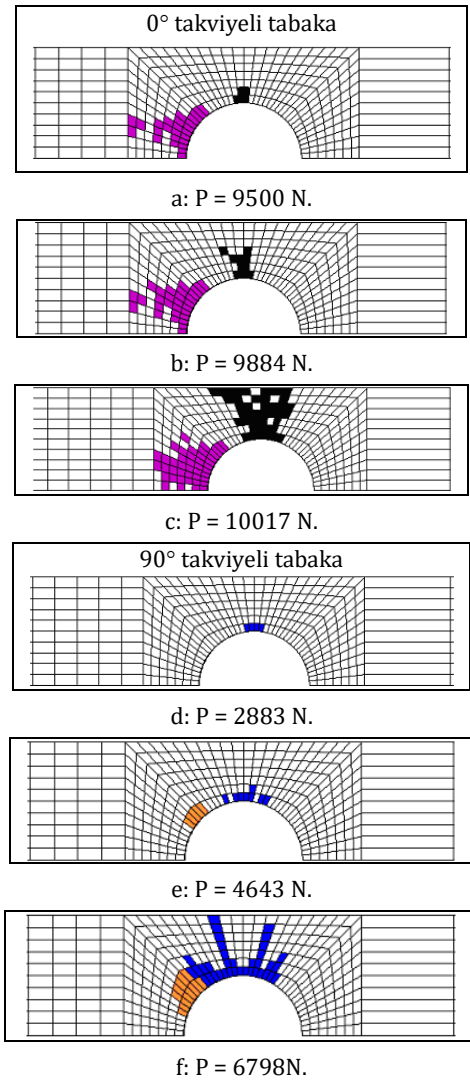 0° takviyeli tabaka
a: P = 9500 N.
b: P = 9884 N.
c: P = 10017 N.
90° takviyeli tabaka
d: P = 2883 N.
e: P = 4643 N.
f: P = 6798N.